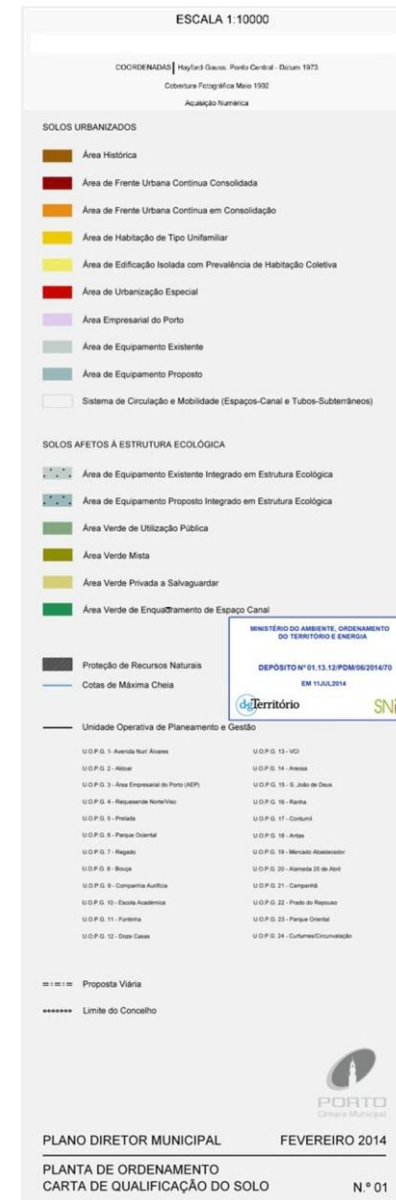 ESCALA 1:10000
COORDENADAS Hayford-Gauss: Ponto Central - Datum 1973
Cobertura Fotográfica Maio 1992
Aquisição Numérica
SOLOS URBANIZADOS
Área Histórica
Área de Frente Urbana Contínua Consolidada
Área de Frente Urbana Contínua em Consolidação
Área de Habitação de Tipo Unifamiliar
Área de Edificação Isolada com Prevalência de Habitação Coletiva
Área de Urbanização Especial
Área Empresarial do Porto
Área de Equipamento Existente
Área de Equipamento Proposto
Sistema de Circulação e Mobilidade (Espaços-Canal e Tubos-Subterrâneos)
SOLOS AFETOS À ESTRUTURA ECOLÓGICA
Área de Equipamento Existente Integrado em Estrutura Ecológica
Área de Equipamento Proposto Integrado em Estrutura Ecológica
Área Verde de Utilização Pública
Área Verde Mista
Área Verde Privada a Salvaguardar
Área Verde de Enquadramento de Espaço Canal
MINISTÉRIO DO AMBIENTE, ORDENAMENTO
DO TERRITÓRIO E ENERGIA
DEPÓSITO Nº 01.13.12/PDM/06/2014/70
EM 11JUL2014
dgTerritório SNi
Proteção de Recursos Naturais
Cotas de Máxima Cheia
Unidade Operativa de Planeamento e Gestão
U.O.P.G. 1- Avenida Nun' Álvares
U.O.P.G. 2 - Aldoar
U.O.P.G. 3 - Área Empresarial do Porto (AEP)
U.O.P.G. 4 - Requesende Norte/Viso
U.O.P.G. 5 - Prelada
U.O.P.G. 6 - Parque Ocidental
U.O.P.G. 7 - Regado
U.O.P.G. 8 - Bouça
U.O.P.G. 9 - Companhia Aurifícia
U.O.P.G. 10 - Escola Académica
U.O.P.G. 11 - Fontinha
U.O.P.G. 12 - Doze Casas
U.O.P.G. 13 - VCI
U.O.P.G. 14 - Areosa
U.O.P.G. 15 - S. João de Deus
U.O.P.G. 16 - Ranha
U.O.P.G. 17 - Contumil
U.O.P.G. 18 - Antas
U.O.P.G. 19 - Mercado Abastecedor
U.O.P.G. 20 - Alameda 25 de Abril
U.O.P.G. 21 - Campanhã
U.O.P.G. 22 - Prado do Repouso
U.O.P.G. 23 - Parque Oriental
U.O.P.G. 24 - Curtumes/Circunvalação
Proposta Viária
Limite do Concelho
PORTO
Câmara Municipal
PLANO DIRETOR MUNICIPAL FEVEREIRO 2014
PLANTA DE ORDENAMENTO
CARTA DE QUALIFICAÇÃO DO SOLO N.º 01